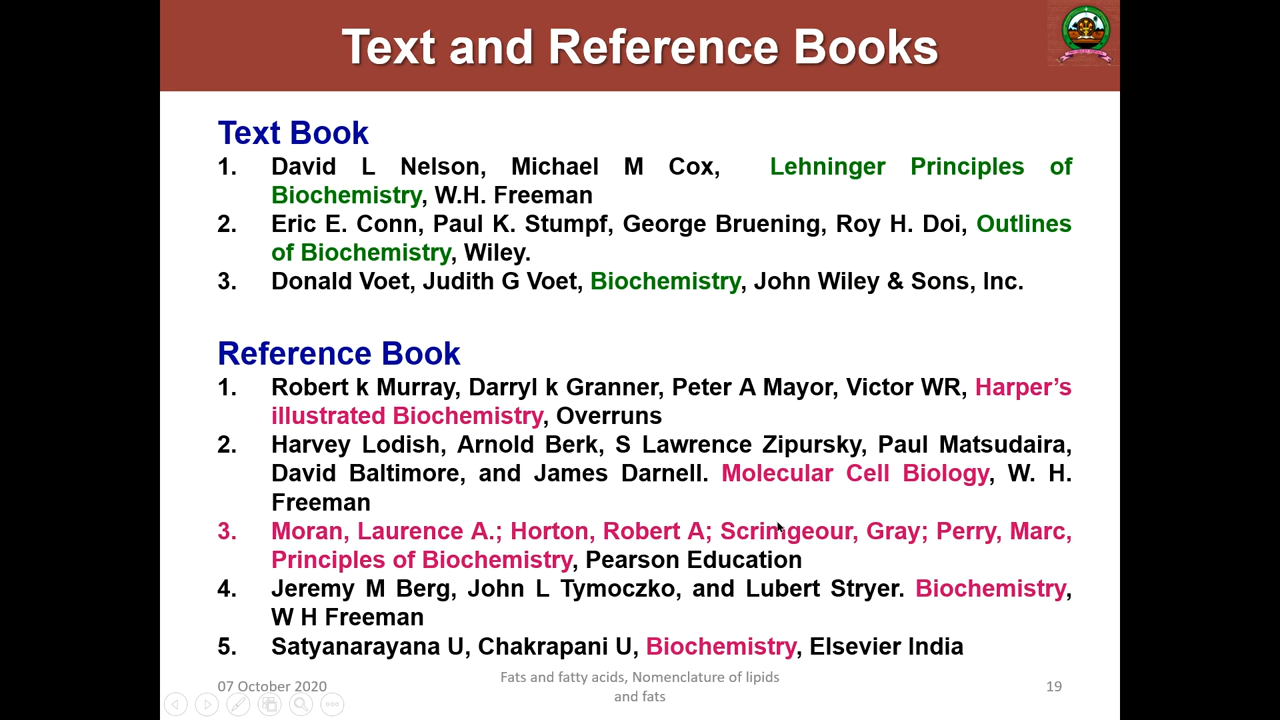 Text and Reference Books
Text Book
1. David L Nelson, Michael M Cox, Lehninger Principles of
Biochemistry, W.H. Freeman
2. Eric E. Conn, Paul K. Stumpf, George Bruening, Roy H. Doi, Outlines
of Biochemistry, Wiley.
3. Donald Voet, Judith G Voet, Biochemistry, John Wiley & Sons, Inc.
Reference Book
1. Robert k Murray, Darryl k Granner, Peter A Mayor, Victor WR, Harper’s
illustrated Biochemistry, Overruns
2. Harvey Lodish, Arnold Berk, S Lawrence Zipursky, Paul Matsudaira,
David Baltimore, and James Darnell. Molecular Cell Biology, W. H.
Freeman
3. Moran, Laurence A.; Horton, Robert A; Scrimgeour, Gray; Perry, Marc,
Principles of Biochemistry, Pearson Education
4. Jeremy M Berg, John L Tymoczko, and Lubert Stryer. Biochemistry,
W H Freeman
5. Satyanarayana U, Chakrapani U, Biochemistry, Elsevier India
07 October 2020
Fats and fatty acids, Nomenclature of lipids
and fats
19